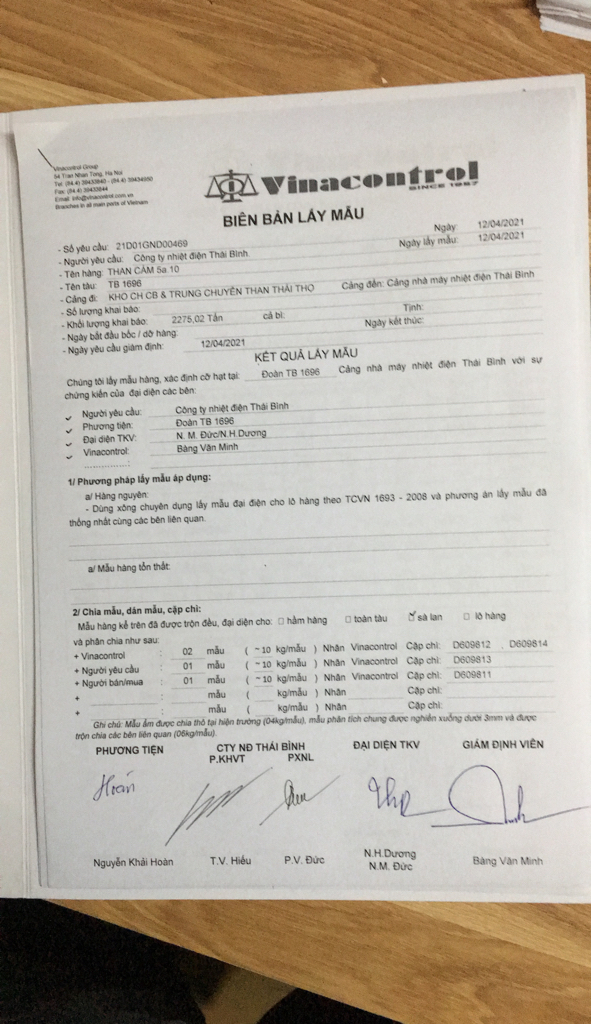 Vinacontrol Group
54 Tran Nhan Tong, Ha Noi
Tel: (84.4) 39433840 - (84.4) 39434950
Fax: (84.4) 39433844
Email: info@vinacontrol.com.vn
Branches in all main parts of Vietnam
Vinacontrol
SINCE 1957
BIÊN BẢN LẤY MẪU
Ngày: 12/04/2021
- Số yêu cầu: 21D01GND00469 Ngày lấy mẫu: 12/04/2021
- Người yêu cầu: Công ty nhiệt điện Thái Bình
- Tên hàng: THAN CÁM 5a.10
- Tên tàu: TB 1696
- Cảng đi: KHO CH CB & TRUNG CHUYỂN THAN THÁI THỌ Cảng đến: Cảng nhà máy nhiệt điện Thái Bình
- Số lượng khai báo:
- Khối lượng khai báo: 2275,02 Tấn cả bì: Tịnh:
- Ngày bắt đầu bốc / dỡ hàng: Ngày kết thúc:
- Ngày yêu cầu giám định: 12/04/2021
KẾT QUẢ LẤY MẪU
Chúng tôi lấy mẫu hàng, xác định cỡ hạt tại: Đoàn TB 1696 Cảng nhà máy nhiệt điện Thái Bình với sự
chứng kiến của đại diện các bên:
Người yêu cầu: Công ty nhiệt điện Thái Bình
Phương tiện: Đoàn TB 1696
Đại diện TKV: N. M. Đức/N.H.Dương
Vinacontrol: Bàng Văn Minh
..............:
1/ Phương pháp lấy mẫu áp dụng:
a/ Hàng nguyên:
- Dùng xông chuyên dụng lấy mẫu đại diện cho lô hàng theo TCVN 1693 - 2008 và phương án lấy mẫu đã
thống nhất cùng các bên liên quan.
a/ Mẫu hàng tổn thất:
2/ Chia mẫu, dán mẫu, cặp chì:
Mẫu hàng kể trên đã được trộn đều, đại diện cho: □ hầm hàng □ toàn tàu ☑ sà lan □ lô hàng
và phân chia như sau:
+ Vinacontrol : 02 mẫu ( ~10 kg/mẫu ) Nhãn Vinacontrol Cặp chì: D609812 . D609814
+ Người yêu cầu : 01 mẫu ( ~10 kg/mẫu ) Nhãn Vinacontrol Cặp chì: D609813
+ Người bán/mua : 01 mẫu ( ~10 kg/mẫu ) Nhãn Vinacontrol Cặp chì: D609811
+ : mẫu ( kg/mẫu ) Nhãn Cặp chì:
+ : mẫu ( kg/mẫu ) Nhãn Cặp chì:
Ghi chú: Mẫu ẩm được chia thô tại hiện trường (04kg/mẫu), mẫu phân tích chung được nghiền xuống dưới 3mm và được
trộn chia các bên liên quan (06kg/mẫu).
PHƯƠNG TIỆN CTY NĐ THÁI BÌNH ĐẠI DIỆN TKV GIÁM ĐỊNH VIÊN
P.KHVT PXNL
Hoàn
Nguyễn Khải Hoàn T.V. Hiếu P.V. Đức N.H.Dương Bàng Văn Minh
N.M. Đức